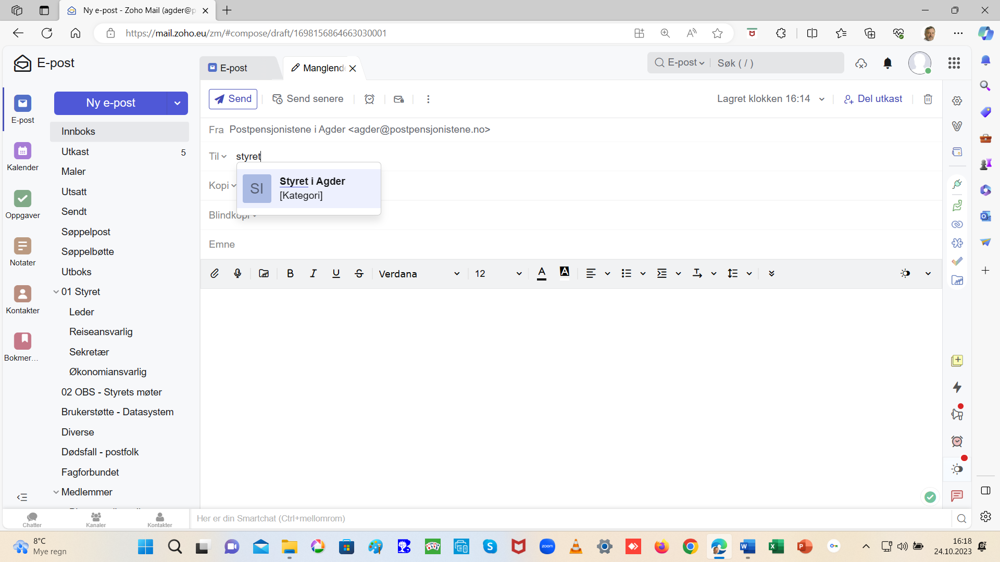 Ny e-post - Zoho Mail (agder@p
https://mail.zoho.eu/zm/#compose/draft/1698156864663030001
E-post
E-post
Manglend
E-post
Søk ( / )
Ny e-post
Send
Send senere
Lagret klokken 16:14
Del utkast
E-post
Kalender
Oppgaver
Notater
Kontakter
Bokmer...
Innboks
Utkast 5
Maler
Utsatt
Sendt
Søppelpost
Søppelbøtte
Utboks
01 Styret
Leder
Reiseansvarlig
Sekretær
Økonomiansvarlig
02 OBS - Styrets møter
Brukerstøtte - Datasystem
Diverse
Dødsfall - postfolk
Fagforbundet
Medlemmer
Fra Postpensjonistene i Agder <agder@postpensjonistene.no>
Til styret
SI
Styret i Agder
[Kategori]
Kopi
Blindkopi
Emne
B I U S Verdana 12 A A
Chatter
Kanaler
Kontakter
Her er din Smartchat (Ctrl+mellomrom)
8°C
Mye regn
zoom
16:18
24.10.2023